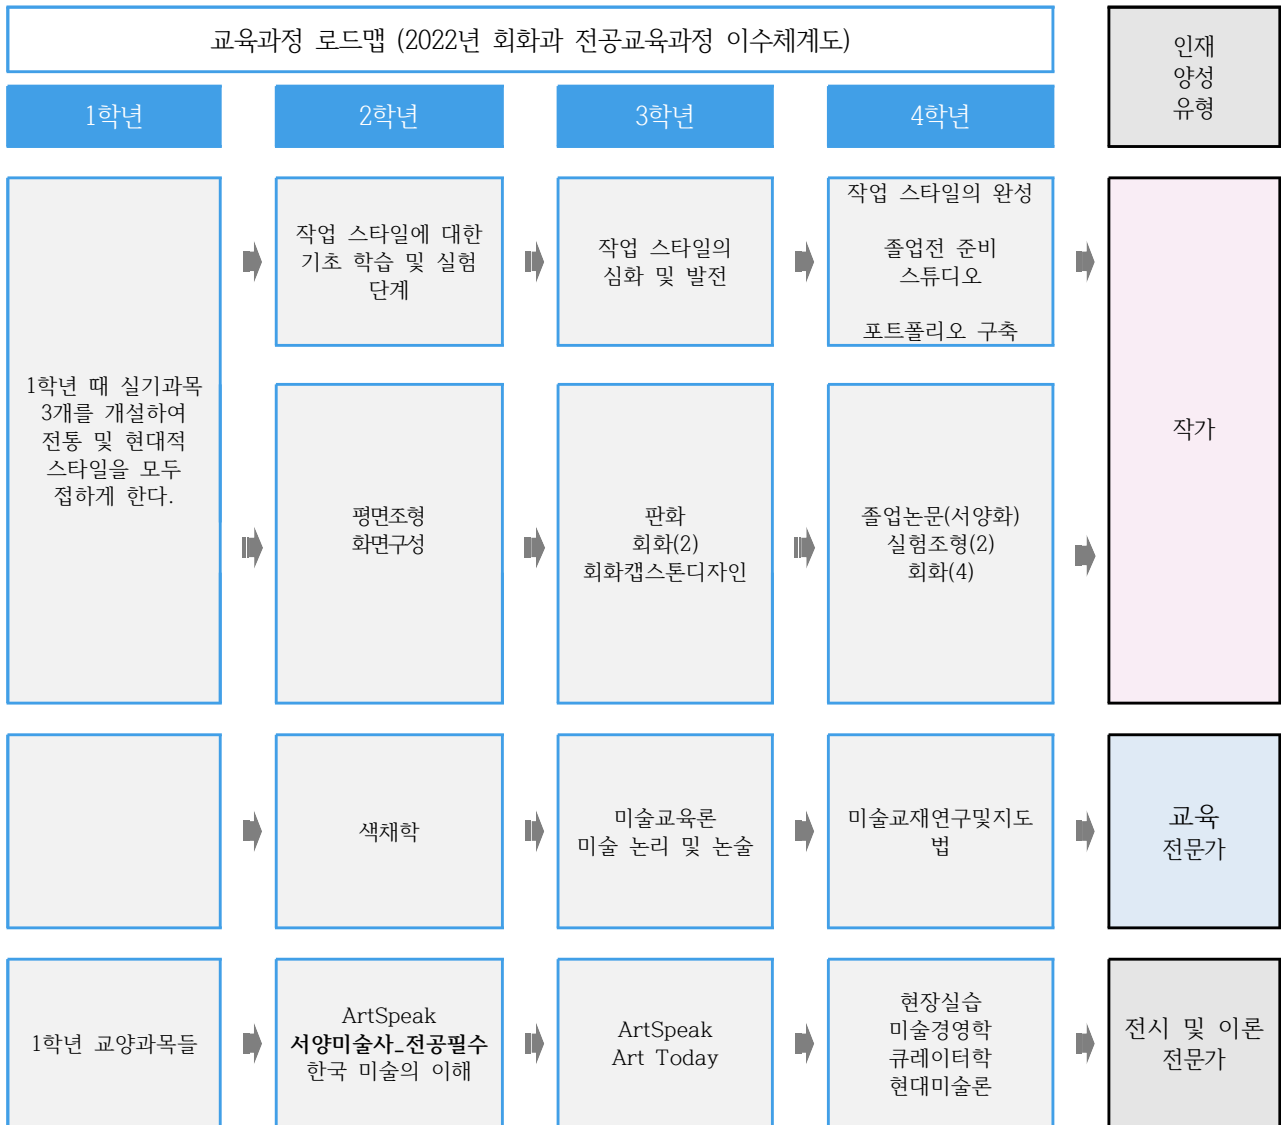 교육과정 로드맵 (2022년 회화과 전공교육과정 이수체계도)
인재
양성
유형
1학년
2학년
3학년
4학년
1학년 때 실기과목
3개를 개설하여
전통 및 현대적
스타일을 모두
접하게 한다.
작업 스타일에 대한
기초 학습 및 실험
단계
작업 스타일의
심화 및 발전
작업 스타일의 완성
졸업전 준비
스튜디오
포트폴리오 구축
작가
평면조형
화면구성
판화
회화(2)
회화캡스톤디자인
졸업논문(서양화)
실험조형(2)
회화(4)
색채학
미술교육론
미술 논리 및 논술
미술교재연구및지도
법
교육
전문가
1학년 교양과목들
ArtSpeak
서양미술사_전공필수
한국 미술의 이해
ArtSpeak
Art Today
현장실습
미술경영학
큐레이터학
현대미술론
전시 및 이론
전문가